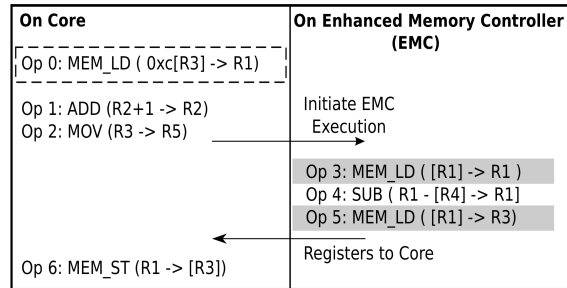 On Core
On Enhanced Memory Controller
(EMC)
Op 0: MEM_LD ( 0xc[R3] -> R1)
Op 1: ADD (R2+1 -> R2)
Op 2: MOV (R3 -> R5)
Initiate EMC
Execution
Op 3: MEM_LD ( [R1] -> R1 )
Op 4: SUB ( R1 - [R4] -> R1]
Op 5: MEM_LD ( [R1] -> R3)
Registers to Core
Op 6: MEM_ST (R1 -> [R3])